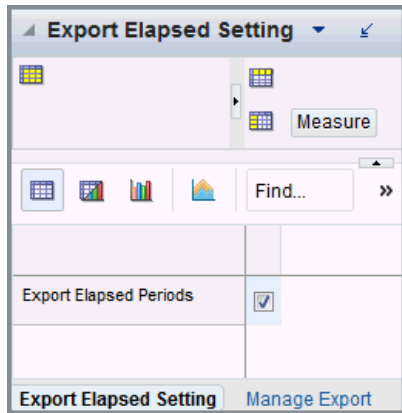 Export Elapsed Setting
Measure
Find...
»
Export Elapsed Periods
Export Elapsed Setting Manage Export